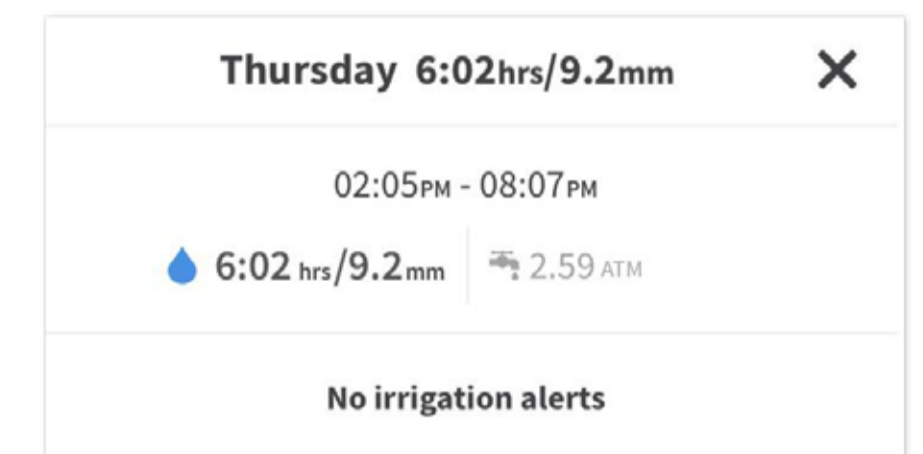 Thursday 6:02hrs/9.2mm
02:05PM - 08:07PM
6:02 hrs/9.2mm 2.59 ATM
No irrigation alerts